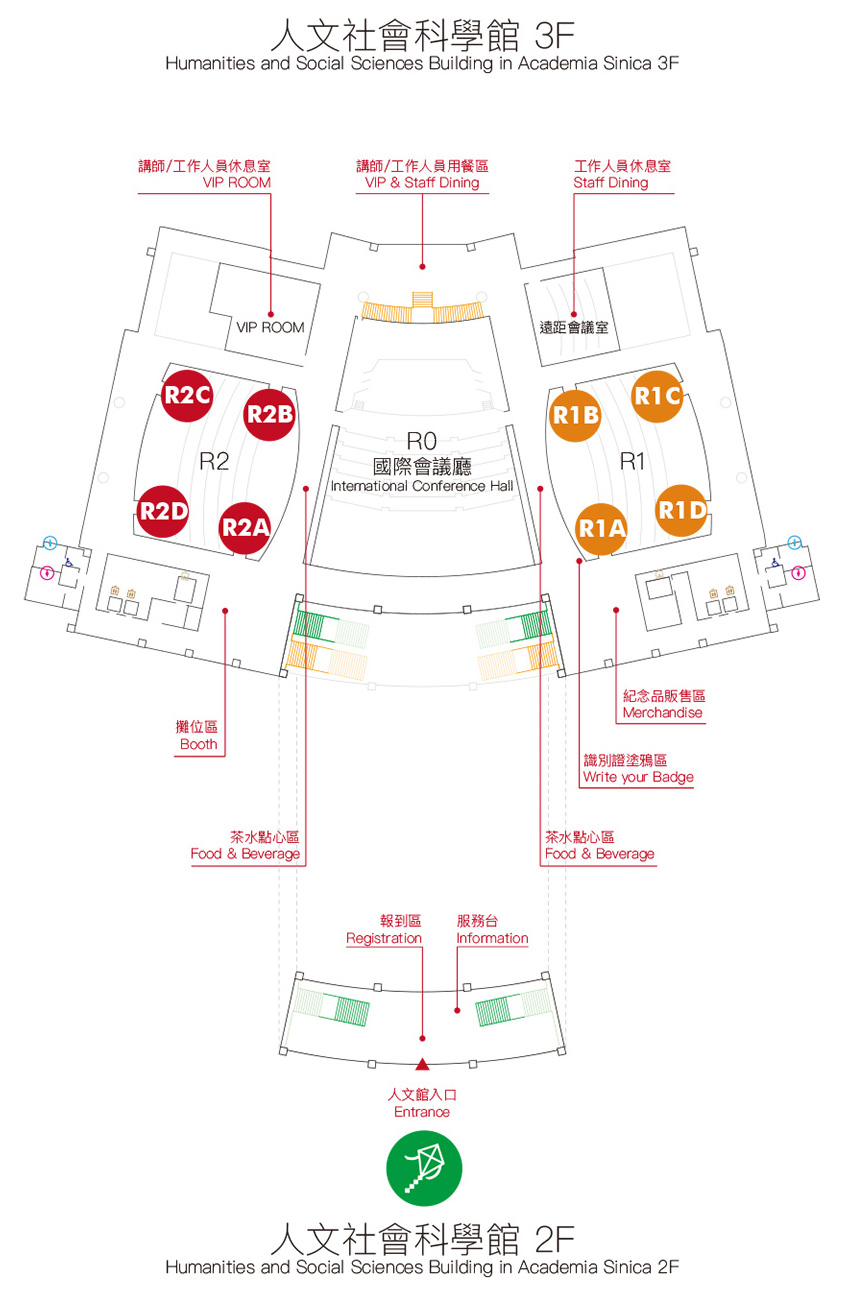 人文社會科學館 3F
Humanities and Social Sciences Building in Academia Sinica 3F
講師/工作人員休息室
VIP ROOM
講師/工作人員用餐區
VIP & Staff Dining
工作人員休息室
Staff Dining
VIP ROOM
遠距會議室
R2C
R2B
R2
R2D
R2A
R0
國際會議廳
International Conference Hall
R1B
R1C
R1
R1A
R1D
攤位區
Booth
紀念品販售區
Merchandise
識別證塗鴉區
Write your Badge
茶水點心區
Food & Beverage
茶水點心區
Food & Beverage
報到區
Registration
服務台
Information
人文館入口
Entrance
人文社會科學館 2F
Humanities and Social Sciences Building in Academia Sinica 2F